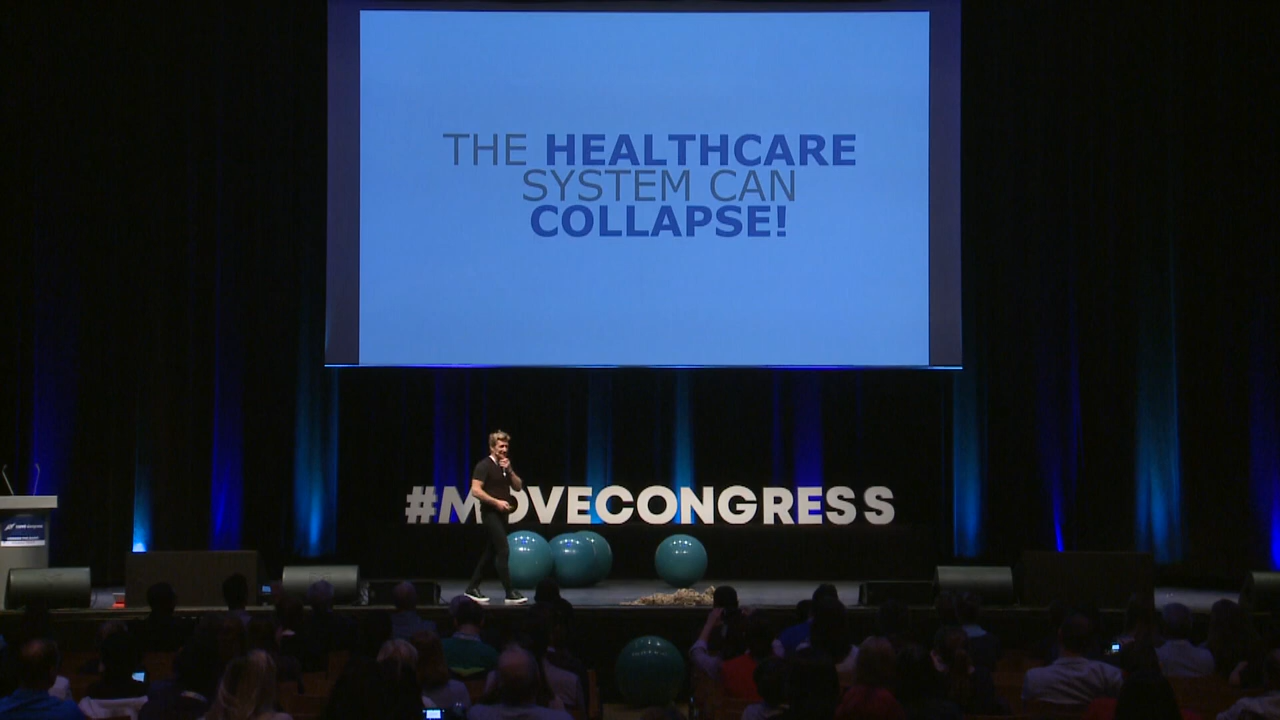 THE HEALTHCARE
SYSTEM CAN
COLLAPSE!
#MOVECONGRESS